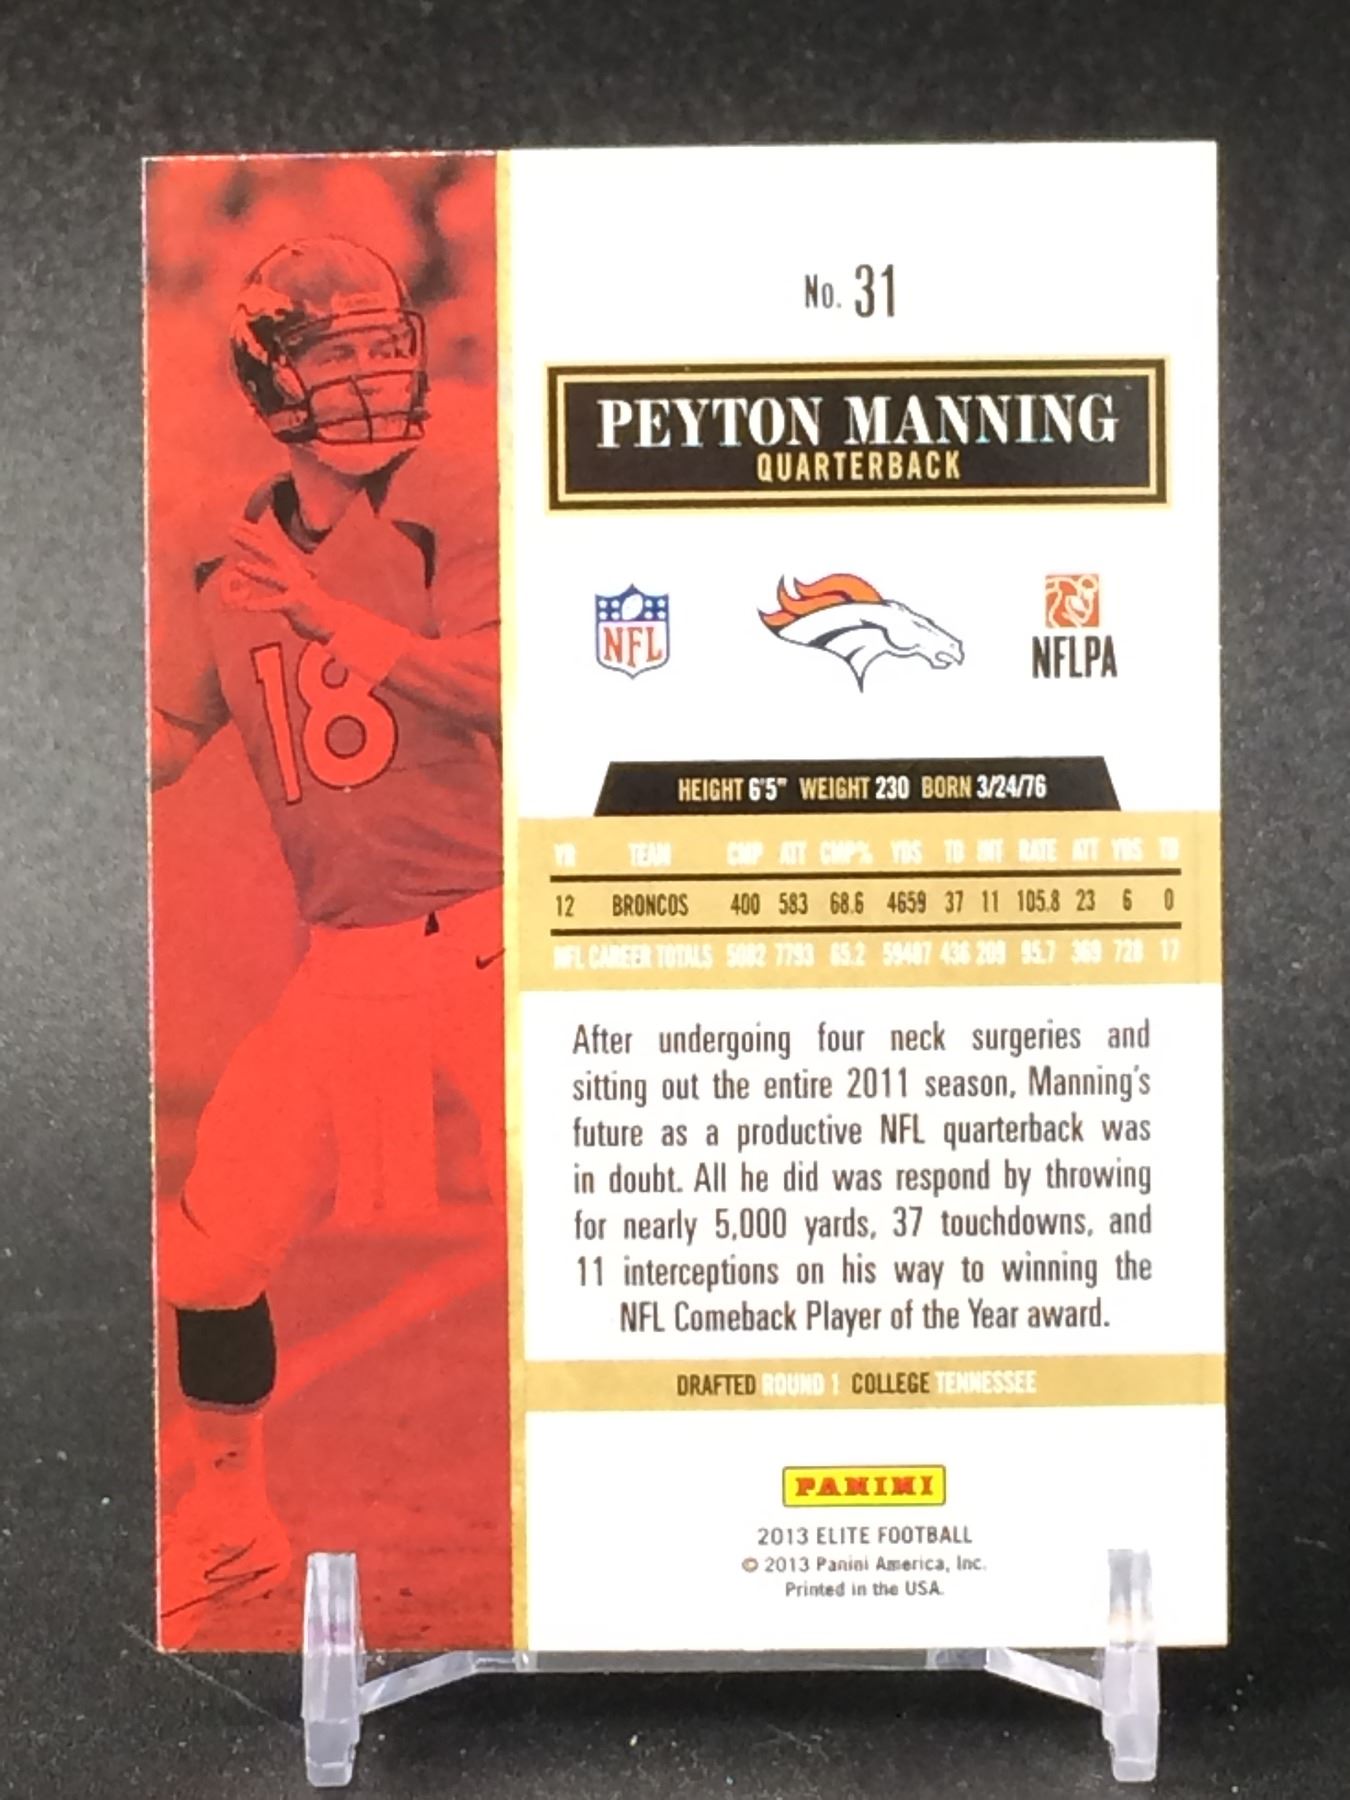 No. 31
PEYTON MANNING
QUARTERBACK
NFL
NFLPA
18
HEIGHT 6'5" WEIGHT 230 BORN 3/24/76
YR TEAM CMP ATT CMP% YDS TD INT RATE ATT YDS TD
12 BRONCOS 400 583 68.6 4659 37 11 105.8 23 6 0
NFL CAREER TOTALS 5082 7793 65.2 59487 436 209 95.7 369 728 17
After undergoing four neck surgeries and
sitting out the entire 2011 season, Manning's
future as a productive NFL quarterback was
in doubt. All he did was respond by throwing
for nearly 5,000 yards, 37 touchdowns, and
11 interceptions on his way to winning the
NFL Comeback Player of the Year award.
DRAFTED ROUND 1 COLLEGE TENNESSEE
PANINI
2013 ELITE FOOTBALL
© 2013 Panini America, Inc.
Printed in the USA.